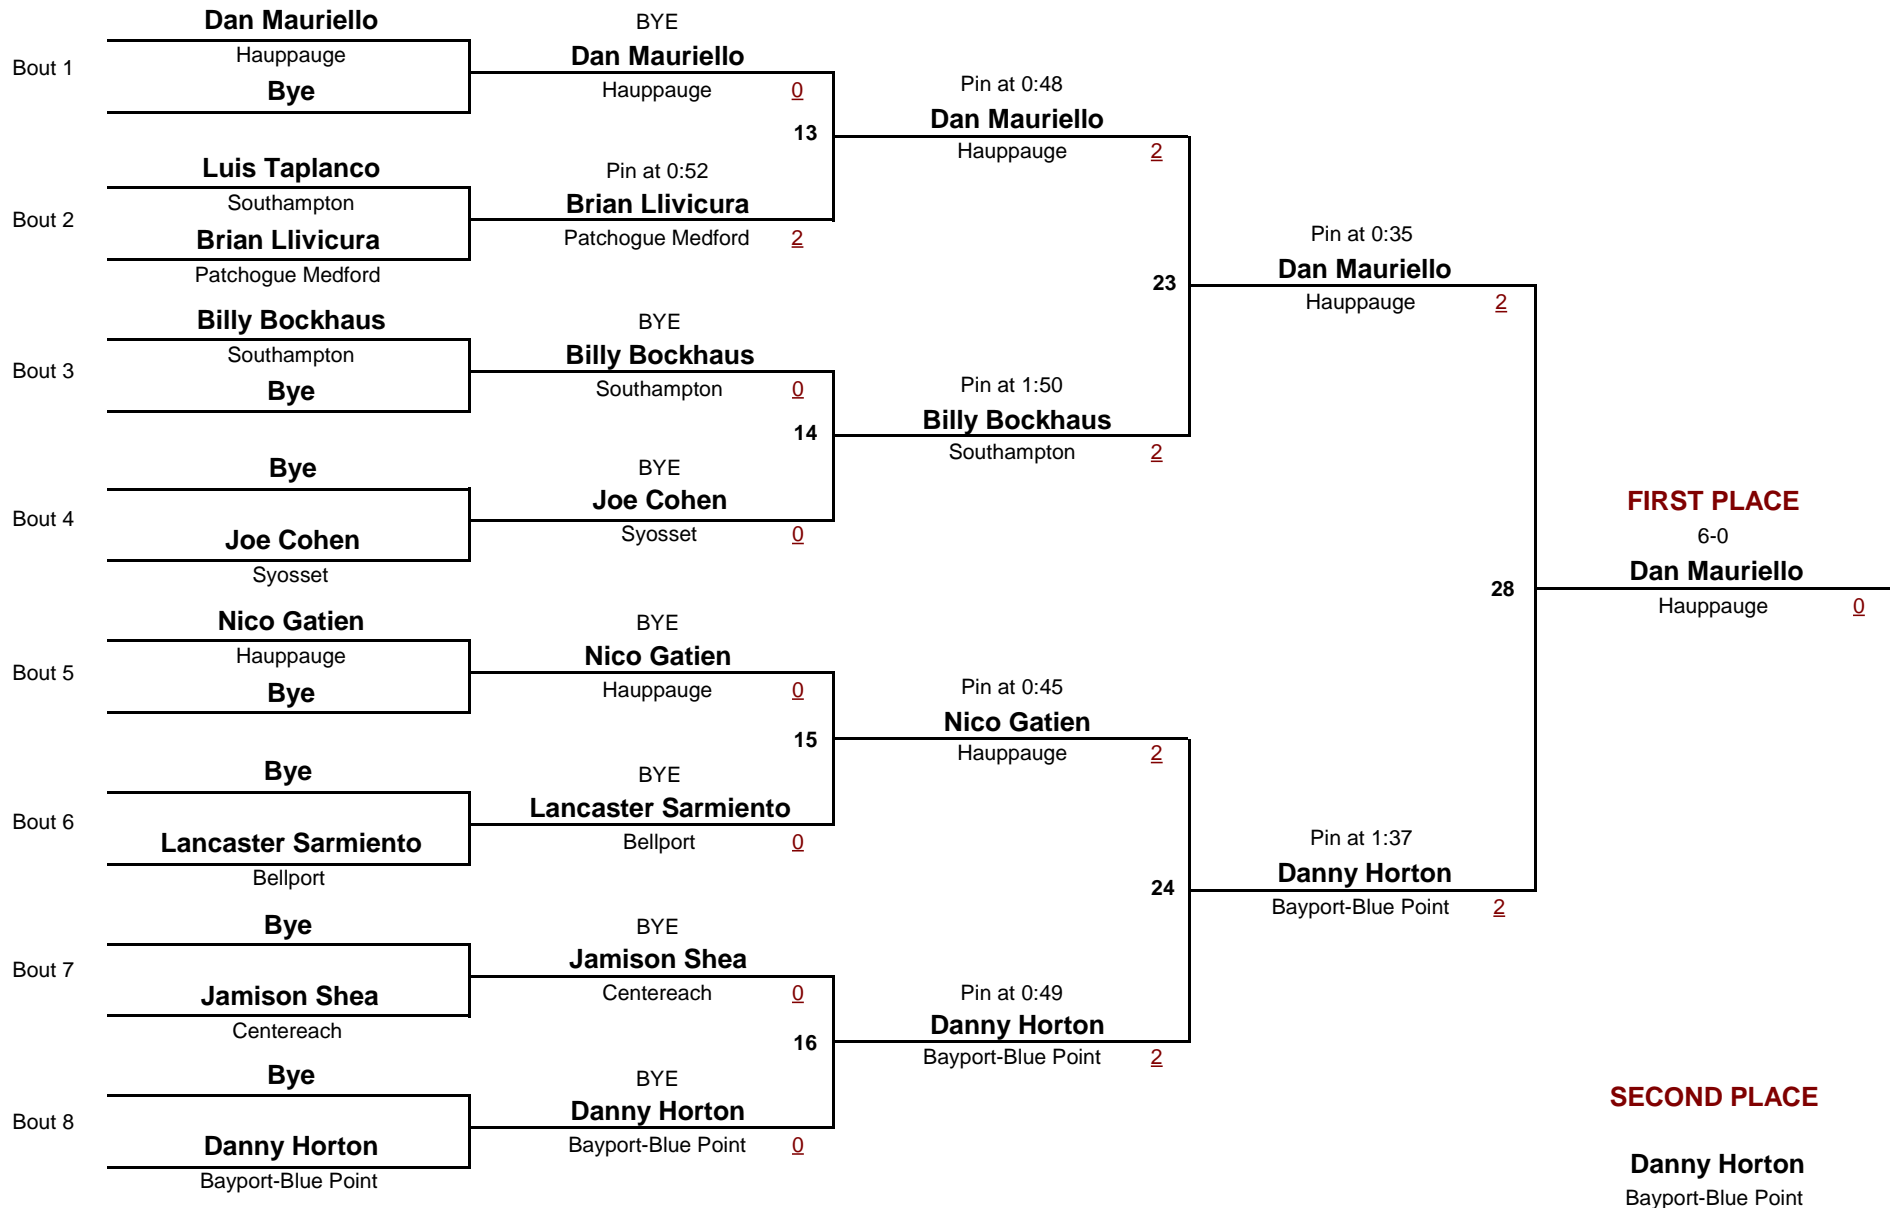 Dan Mauriello
Bout 1
Hauppauge
Bye
BYE
Dan Mauriello
Hauppauge 0
13
Luis Taplanco
Bout 2
Southampton
Brian Llivicura
Patchogue Medford
Pin at 0:52
Brian Llivicura
Patchogue Medford 2
Pin at 0:48
Dan Mauriello
Hauppauge 2
23
Billy Bockhaus
Bout 3
Southampton
Bye
BYE
Billy Bockhaus
Southampton 0
14
Bye
Bout 4
Joe Cohen
Syosset
BYE
Joe Cohen
Syosset 0
Pin at 1:50
Billy Bockhaus
Southampton 2
Pin at 0:35
Dan Mauriello
Hauppauge 2
28
Nico Gatien
Bout 5
Hauppauge
Bye
BYE
Nico Gatien
Hauppauge 0
15
Bye
Bout 6
Lancaster Sarmiento
Bellport
BYE
Lancaster Sarmiento
Bellport 0
Pin at 0:45
Nico Gatien
Hauppauge 2
24
Bye
Bout 7
Jamison Shea
Centereach
BYE
Jamison Shea
Centereach 0
16
Bye
Bout 8
Danny Horton
Bayport-Blue Point
BYE
Danny Horton
Bayport-Blue Point 0
Pin at 0:49
Danny Horton
Bayport-Blue Point 2
Pin at 1:37
Danny Horton
Bayport-Blue Point 2
FIRST PLACE
6-0
Dan Mauriello
Hauppauge 0
SECOND PLACE
Danny Horton
Bayport-Blue Point